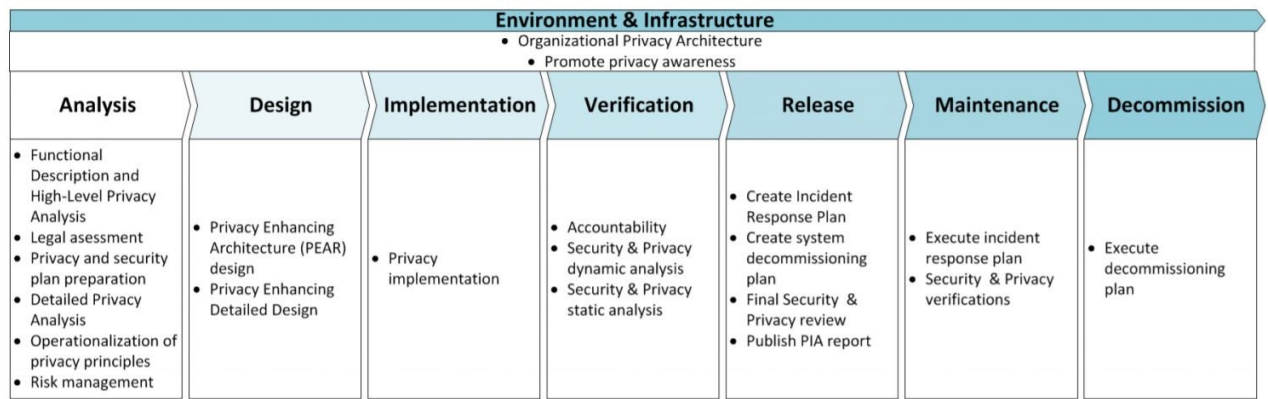 Environment & Infrastructure
• Organizational Privacy Architecture
• Promote privacy awareness
Analysis
Design
Implementation
Verification
Release
Maintenance
Decommission
• Functional
Description and
High-Level Privacy
Analysis
• Legal asessment
• Privacy and security
plan preparation
• Detailed Privacy
Analysis
• Operationalization of
privacy principles
• Risk management
• Privacy Enhancing
Architecture (PEAR)
design
• Privacy Enhancing
Detailed Design
• Privacy
implementation
• Accountability
• Security & Privacy
dynamic analysis
• Security & Privacy
static analysis
• Create Incident
Response Plan
• Create system
decommissioning
plan
• Final Security &
Privacy review
• Publish PIA report
• Execute incident
response plan
• Security & Privacy
verifications
• Execute
decommissioning
plan